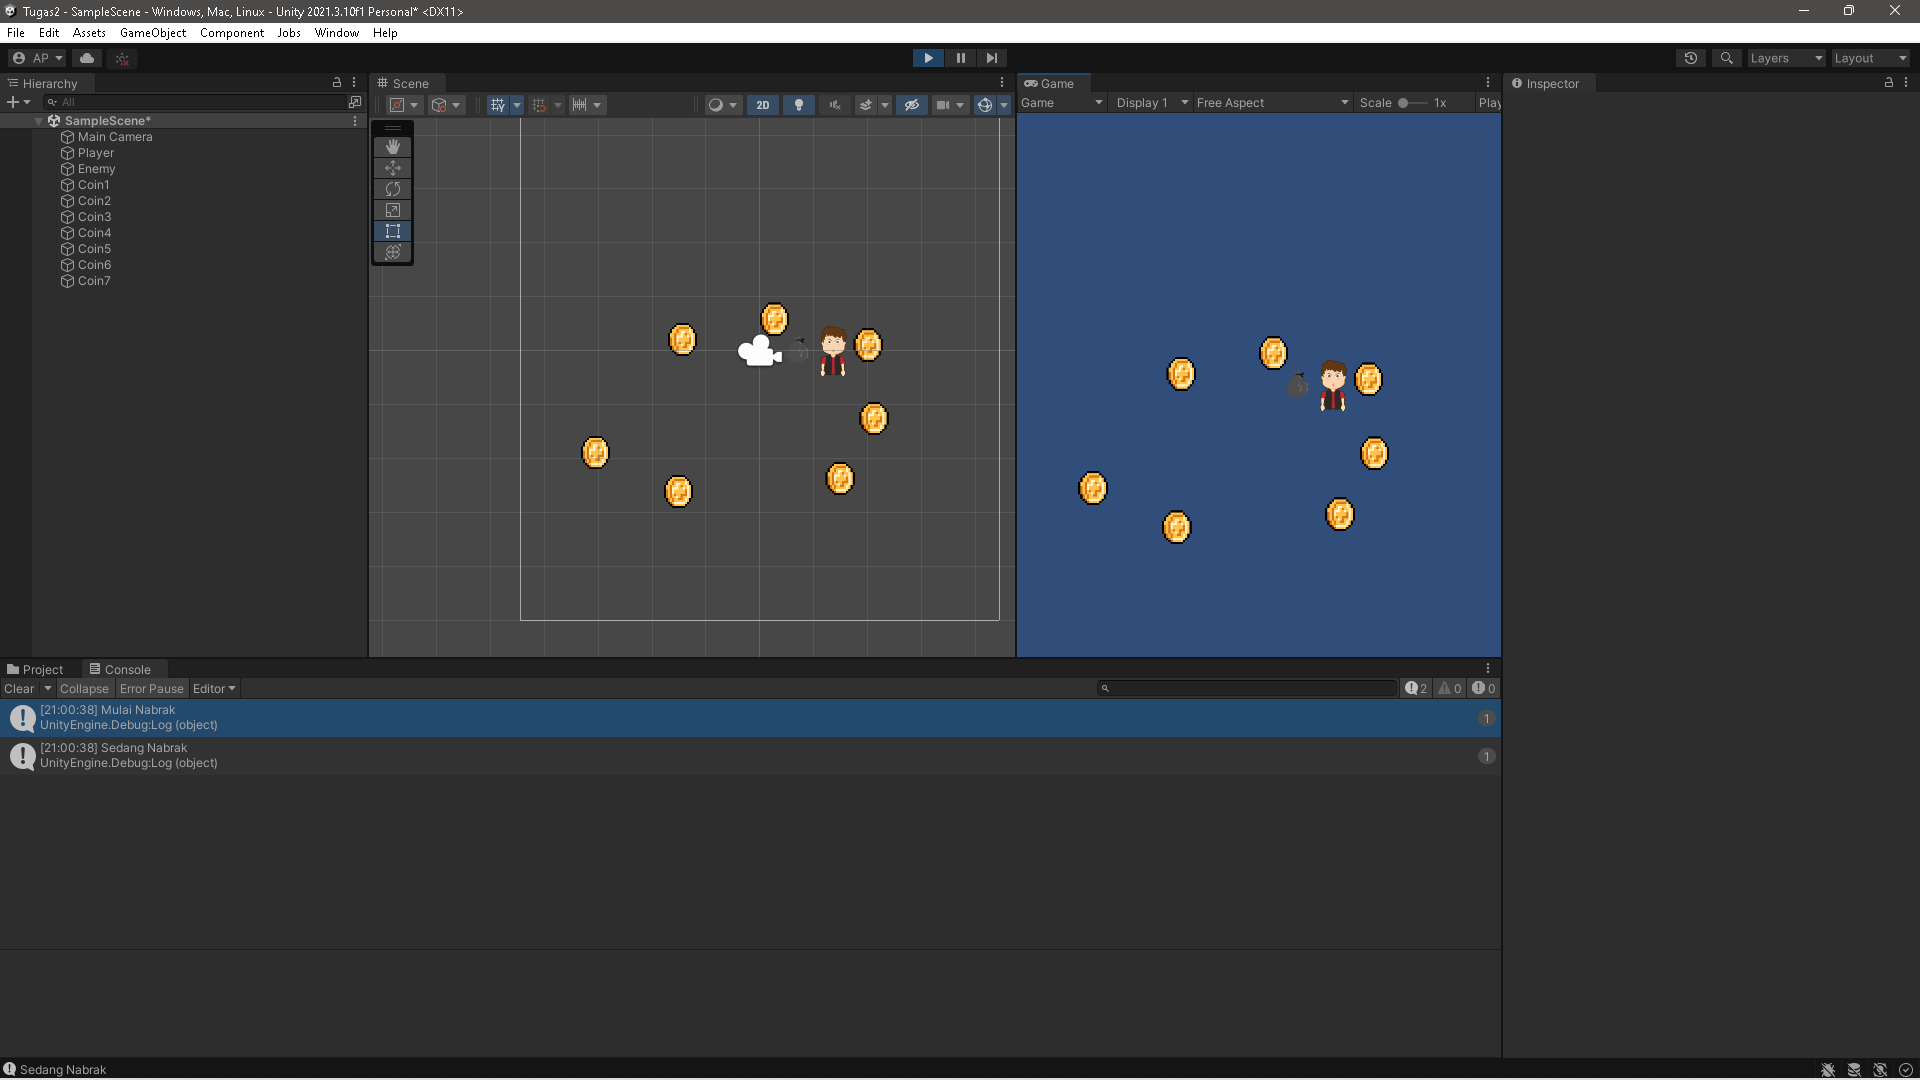 Tugas2 - SampleScene - Windows, Mac, Linux - Unity 2021.3.10f1 Personal* <DX11>
File Edit Assets GameObject Component Jobs Window Help
AP
Layers
Layout
Hierarchy
All
SampleScene*
Main Camera
Player
Enemy
Coin1
Coin2
Coin3
Coin4
Coin5
Coin6
Coin7
Scene
2D
Game
Game Display 1 Free Aspect Scale 1x Play
Inspector
Project Console
Clear Collapse Error Pause Editor
2 0 0
[21:00:38] Mulai Nabrak
UnityEngine.Debug:Log (object)
1
[21:00:38] Sedang Nabrak
UnityEngine.Debug:Log (object)
1
Sedang Nabrak